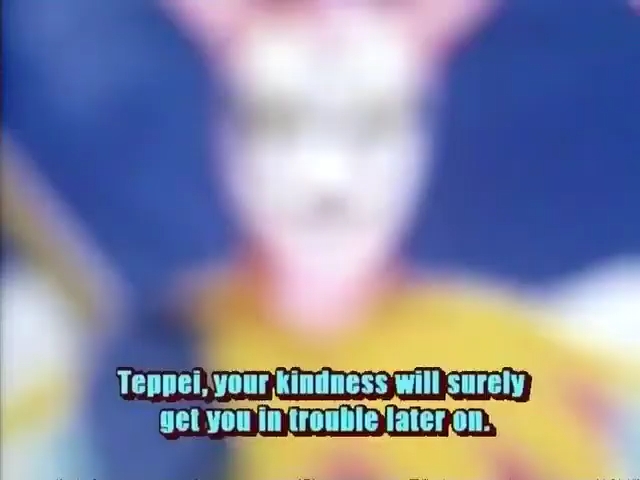 Teppei, your kindness will surely
get you in trouble later on.